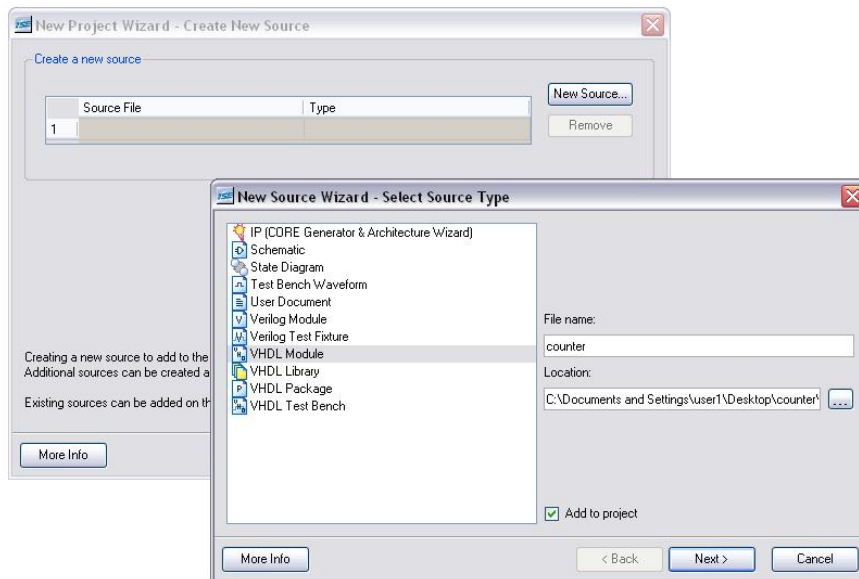 New Project Wizard - Create New Source
Create a new source
Source File Type
1
New Source...
Remove
Creating a new source to add to the
Additional sources can be created a
Existing sources can be added on th
More Info
New Source Wizard - Select Source Type
IP (CORE Generator & Architecture Wizard)
Schematic
State Diagram
Test Bench Waveform
User Document
Verilog Module
Verilog Test Fixture
VHDL Module
VHDL Library
VHDL Package
VHDL Test Bench
File name:
counter
Location:
C:\Documents and Settings\user1\Desktop\counter\
...
Add to project
More Info
< Back
Next >
Cancel